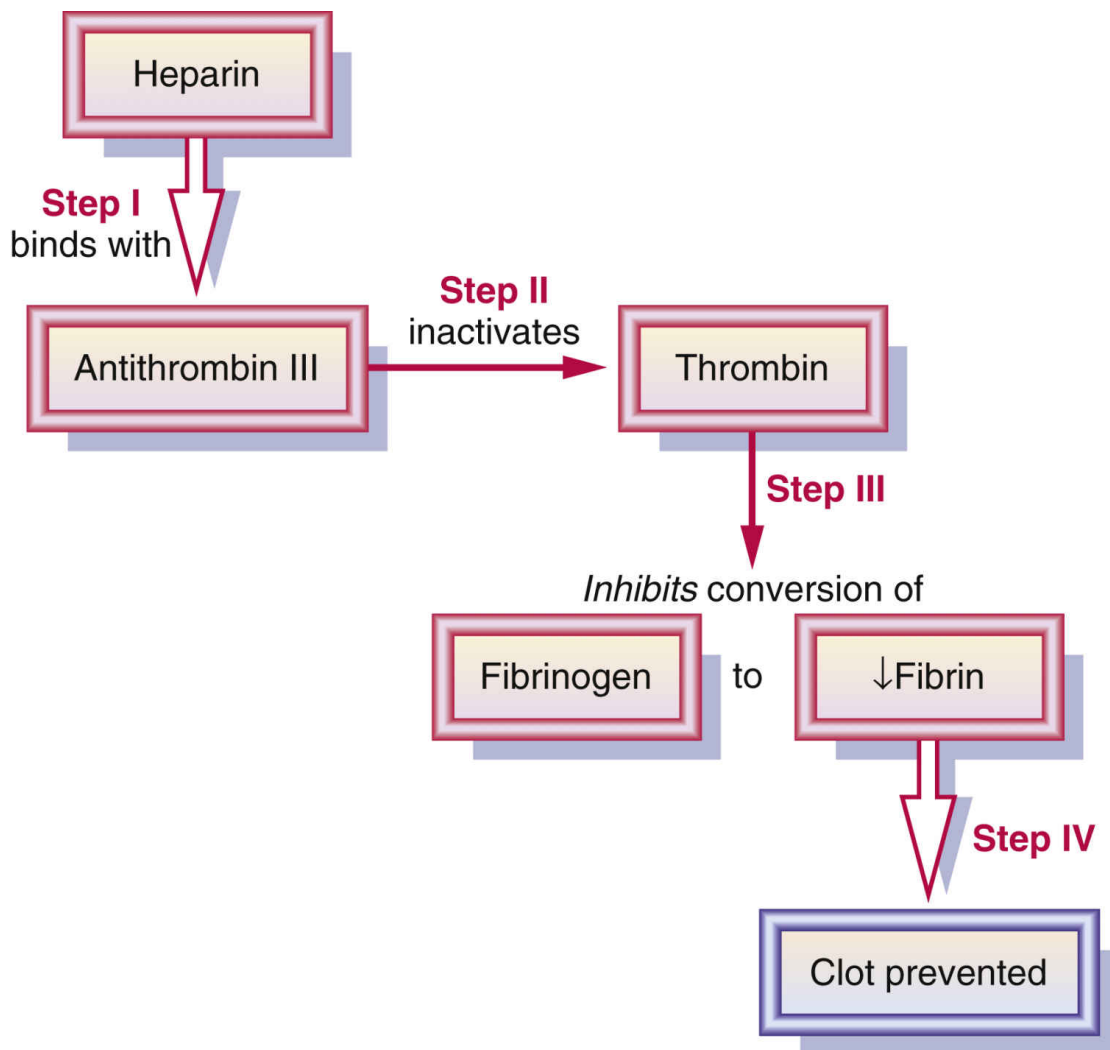 Heparin
Step I
binds with
Antithrombin III
Step II
inactivates
Thrombin
Step III
Inhibits conversion of
Fibrinogen
to
↓Fibrin
Step IV
Clot prevented